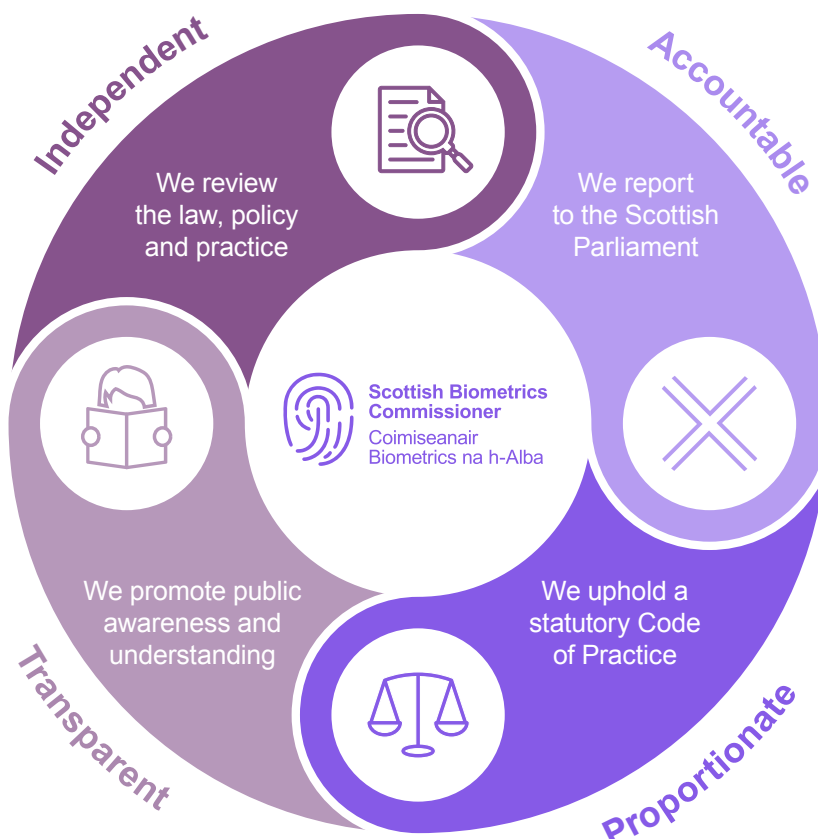 Independent
We review
the law, policy
and practice
Accountable
We report
to the Scottish
Parliament
Scottish Biometrics
Commissioner
Coimiseanair
Biometrics na h-Alba
We promote public
awareness and
understanding
Transparent
We uphold a
statutory Code
of Practice
Proportionate